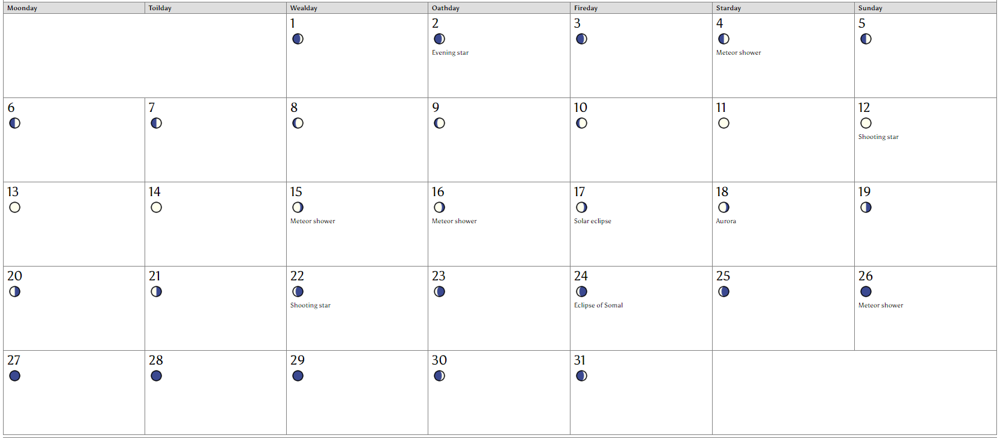 Moonday Toilday Wealday Oathday Fireday Starday Sunday
1 2 3 4 5
Evening star Meteor shower
6 7 8 9 10 11 12
Shooting star
13 14 15 16 17 18 19
Meteor shower Meteor shower Solar eclipse Aurora
20 21 22 23 24 25 26
Shooting star Eclipse of Somal Meteor shower
27 28 29 30 31